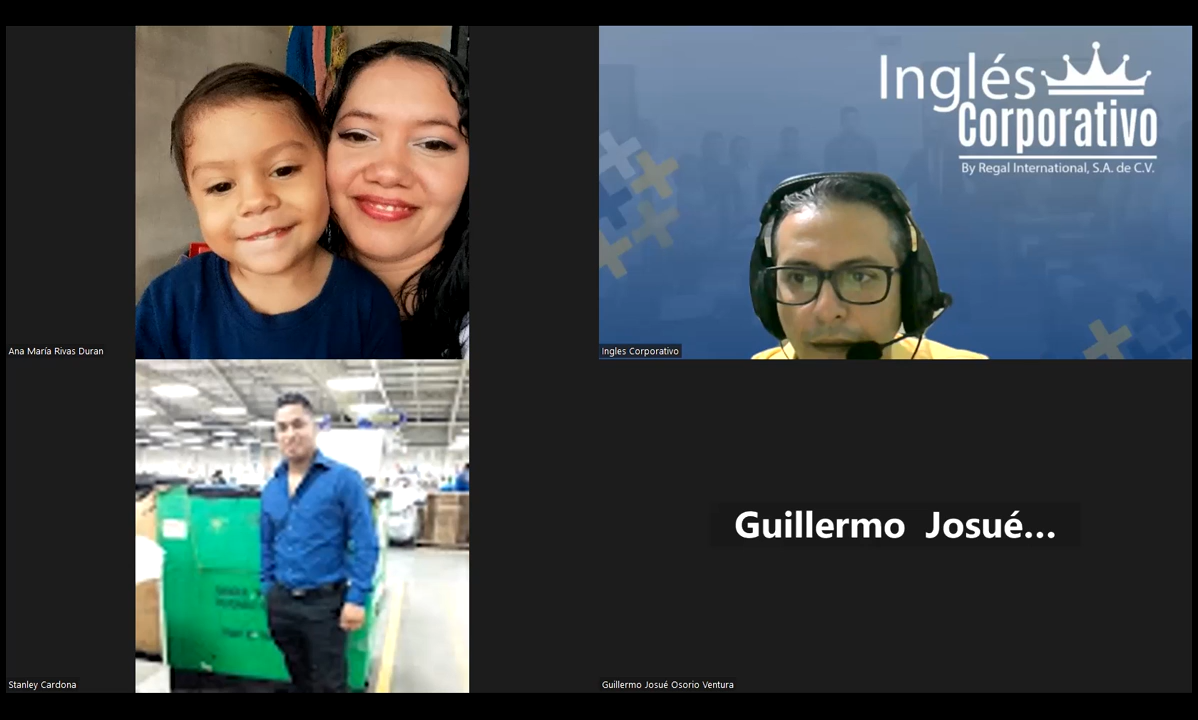 Inglés
Corporativo
By Regal International, S.A. de C.V.
Ana María Rivas Duran
Ingles Corporativo
Guillermo Josué...
Stanley Cardona
Guillermo Josué Osorio Ventura